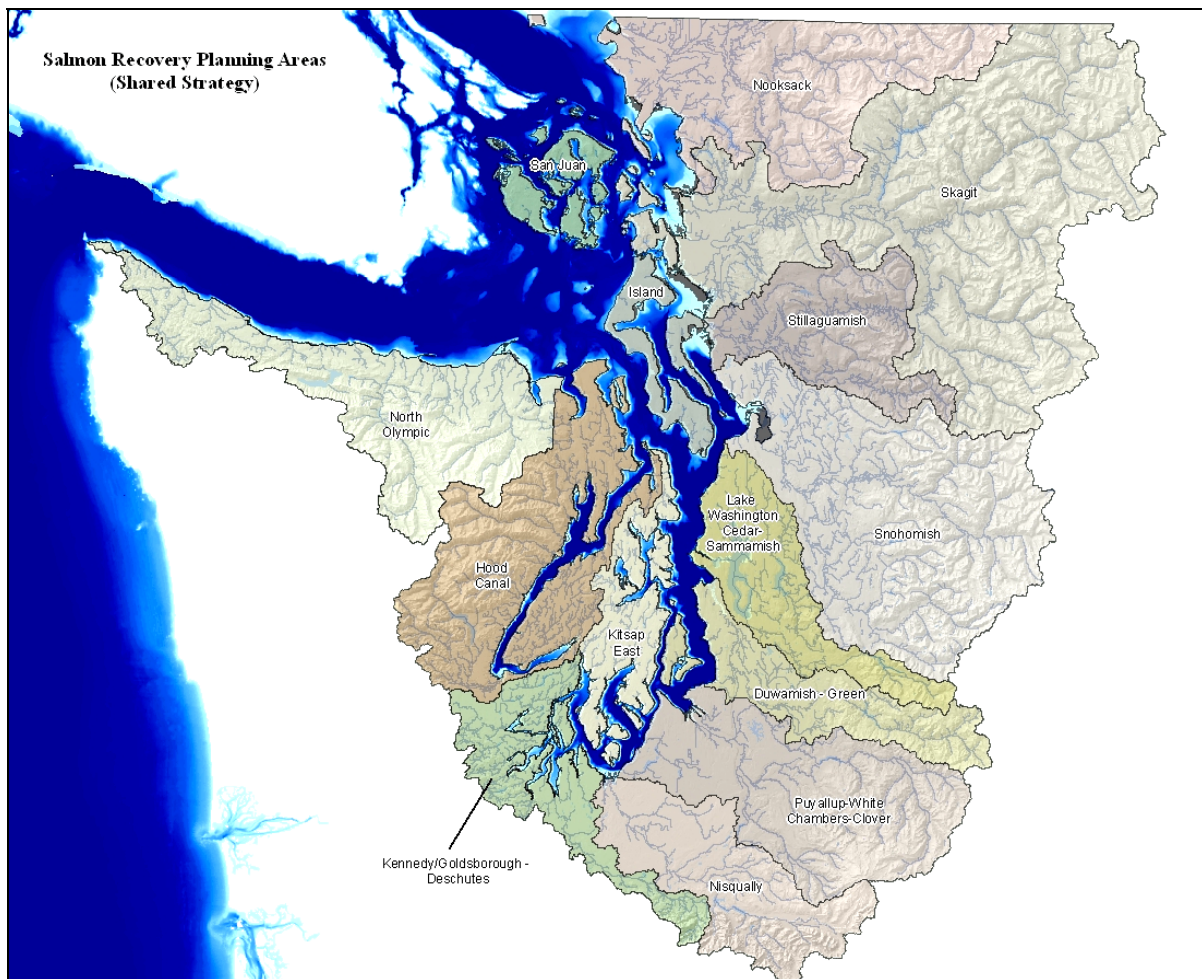 Salmon Recovery Planning Areas
(Shared Strategy)
Nooksack
San Juan
Skagit
Island
Stillaguamish
North
Olympic
Lake
Washington
Cedar-
Sammamish
Snohomish
Hood
Canal
Kitsap
East
Duwamish - Green
Puyallup-White
Chambers-Clover
Kennedy/Goldsborough -
Deschutes
Nisqually